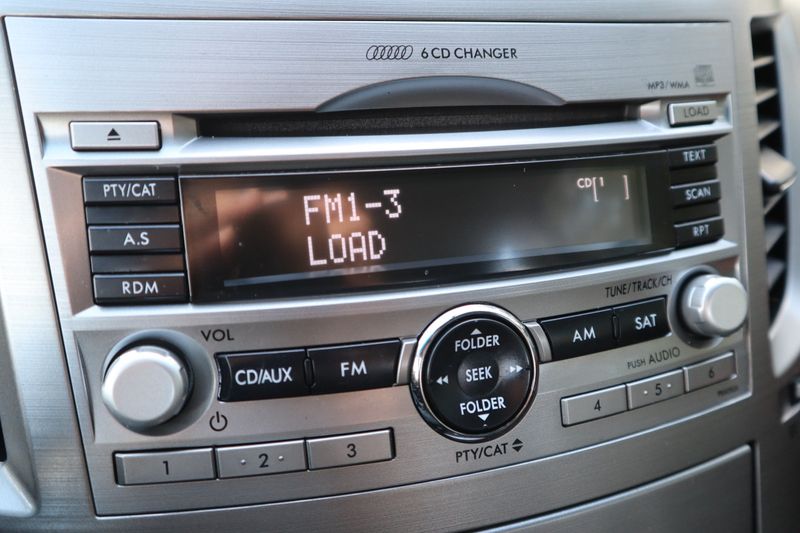 6 CD CHANGER
MP3/WMA
LOAD
PTY/CAT
A.S
RDM
FM1-3
LOAD
CD[1 ]
TEXT
SCAN
RPT
TUNE/TRACK/CH
VOL
CD/AUX
FM
FOLDER
SEEK
FOLDER
PTY/CAT
AM
SAT
PUSH AUDIO
1
2
3
4
5
6